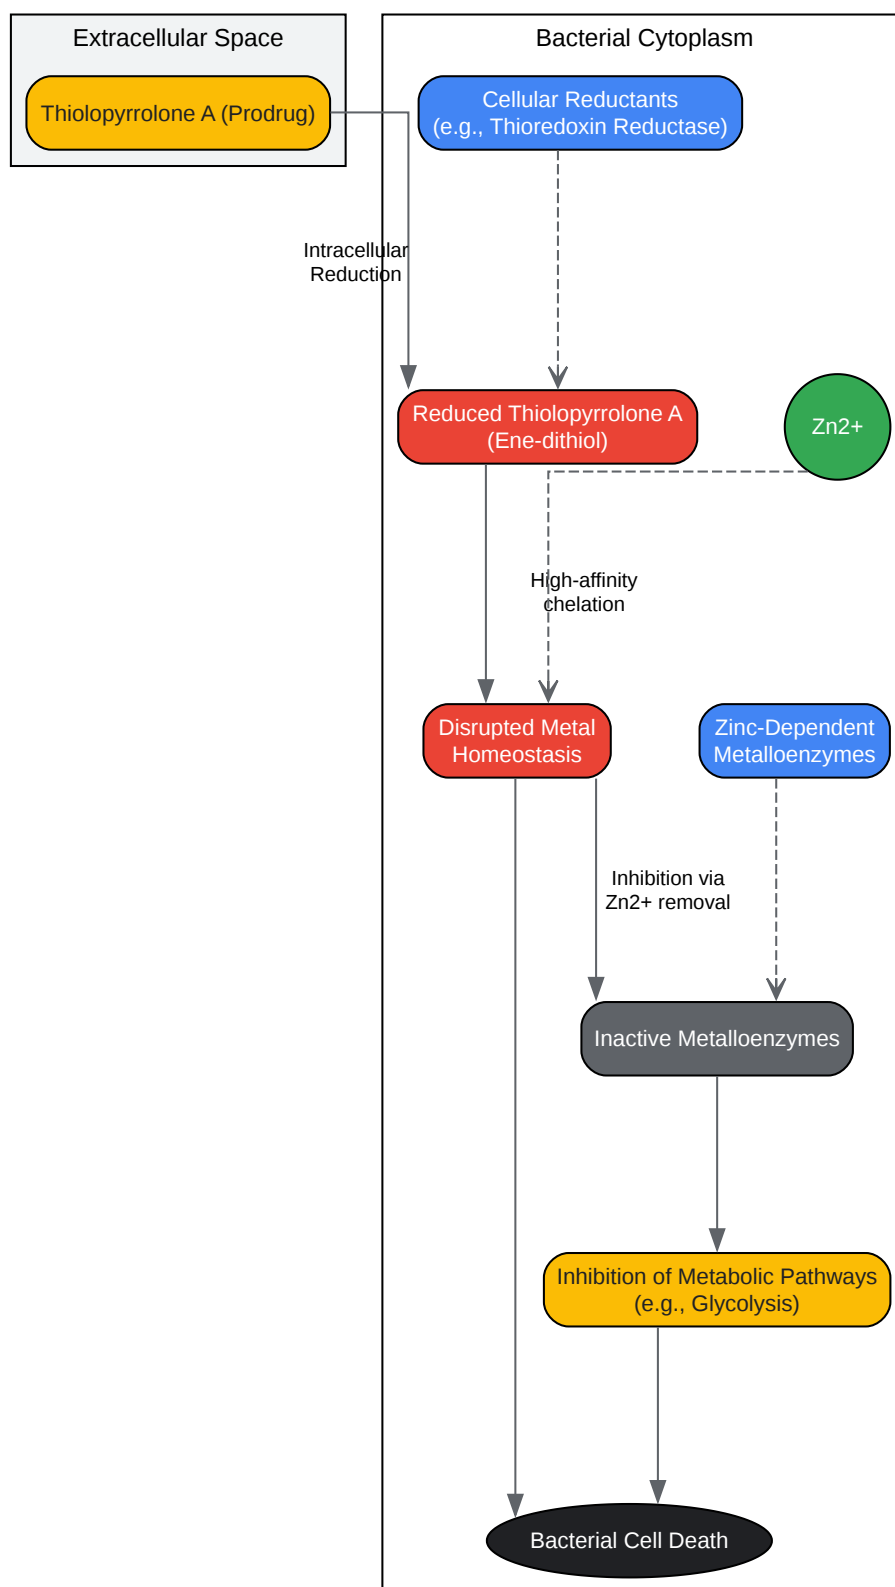 Extracellular Space
Bacterial Cytoplasm
Thiolopyrrolone A (Prodrug)
Cellular Reductants
(e.g., Thioredoxin Reductase)
Intracellular
Reduction
Reduced Thiolopyrrolone A
(Ene-dithiol)
Zn2+
High-affinity
chelation
Disrupted Metal
Homeostasis
Zinc-Dependent
Metalloenzymes
Inhibition via
Zn2+ removal
Inactive Metalloenzymes
Inhibition of Metabolic Pathways
(e.g., Glycolysis)
Bacterial Cell Death